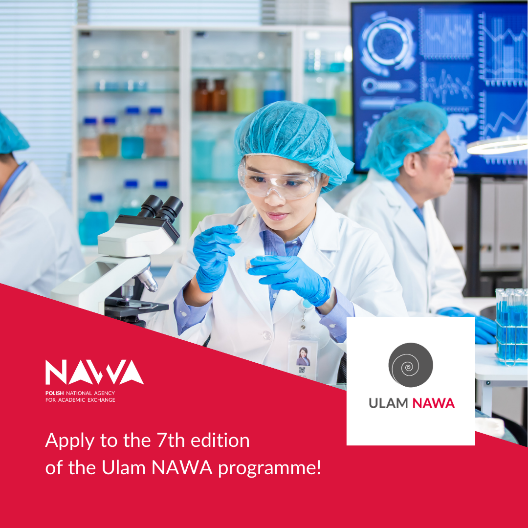 NAWA
POLISH NATIONAL AGENCY
FOR ACADEMIC EXCHANGE
ULAM NAWA
Apply to the 7th edition
of the Ulam NAWA programme!